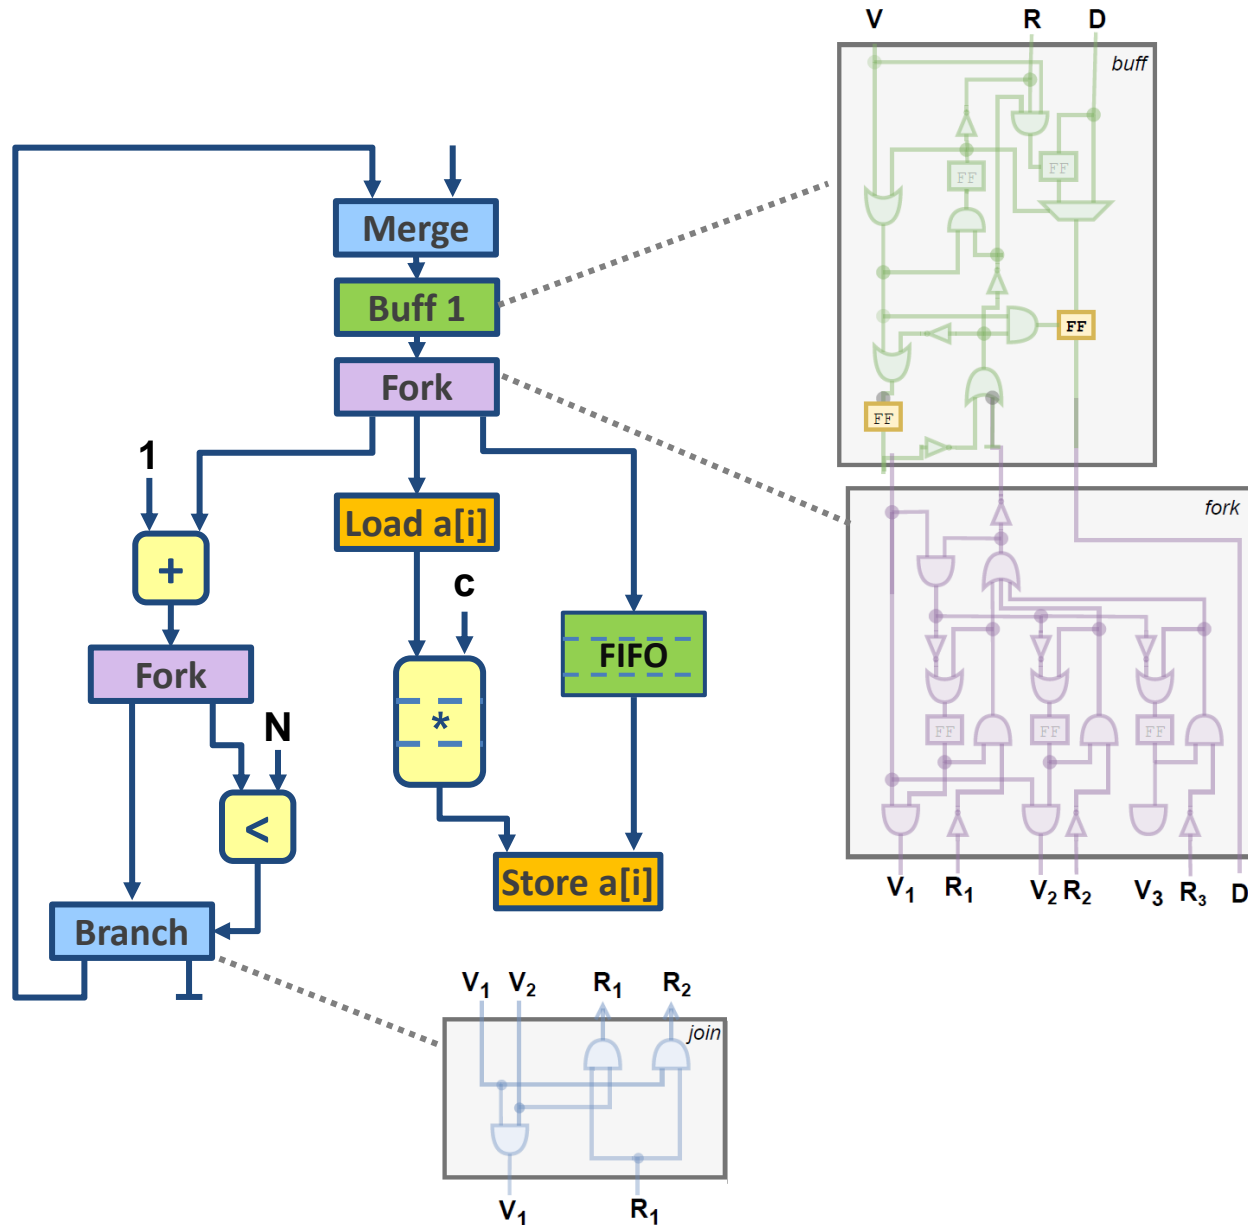 V R D
buff
FF
FF
FF
FF
Merge
Buff 1
Fork
1
Load a[i]
+
c
FIFO
Fork
*
N
<
Store a[i]
Branch
fork
FF FF FF
V1 R1 V2 R2 V3 R3 D
V1 V2 R1 R2
join
V1 R1